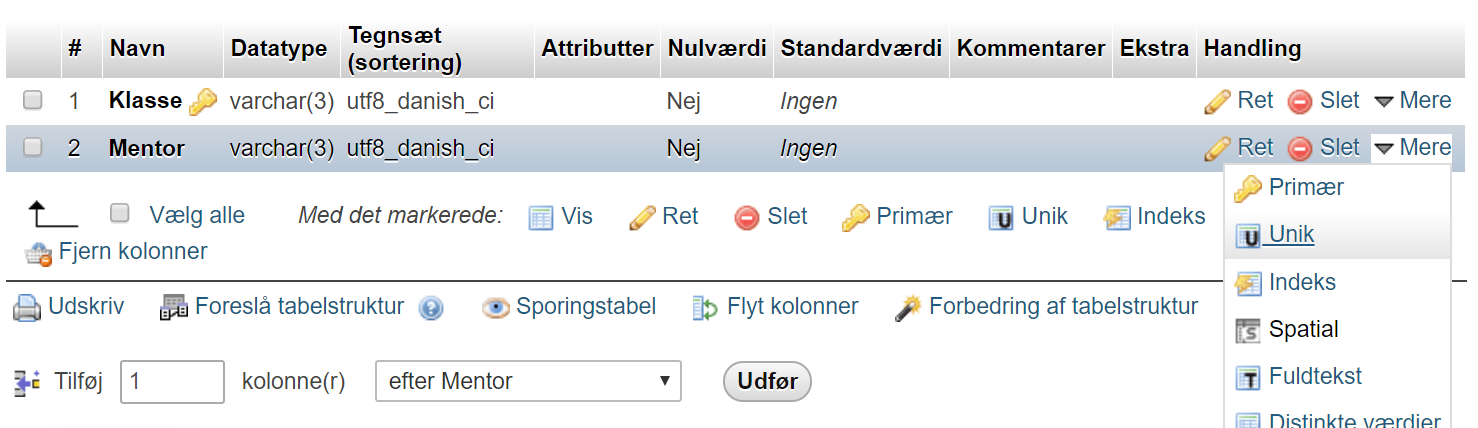 # Navn Datatype Tegnsæt (sortering) Attributter Nulværdi Standardværdi Kommentarer Ekstra Handling
1 Klasse varchar(3) utf8_danish_ci Nej Ingen Ret Slet Mere
2 Mentor varchar(3) utf8_danish_ci Nej Ingen Ret Slet Mere
Primær
Vælg alle Med det markerede: Vis Ret Slet Primær Unik Indeks
Unik
Fjern kolonner
Indeks
Udskriv Foreslå tabelstruktur Sporingstabel Flyt kolonner Forbedring af tabelstruktur
Spatial
Fuldtekst
Tilføj 1 kolonne(r) efter Mentor Udfør
Distinkte værdier